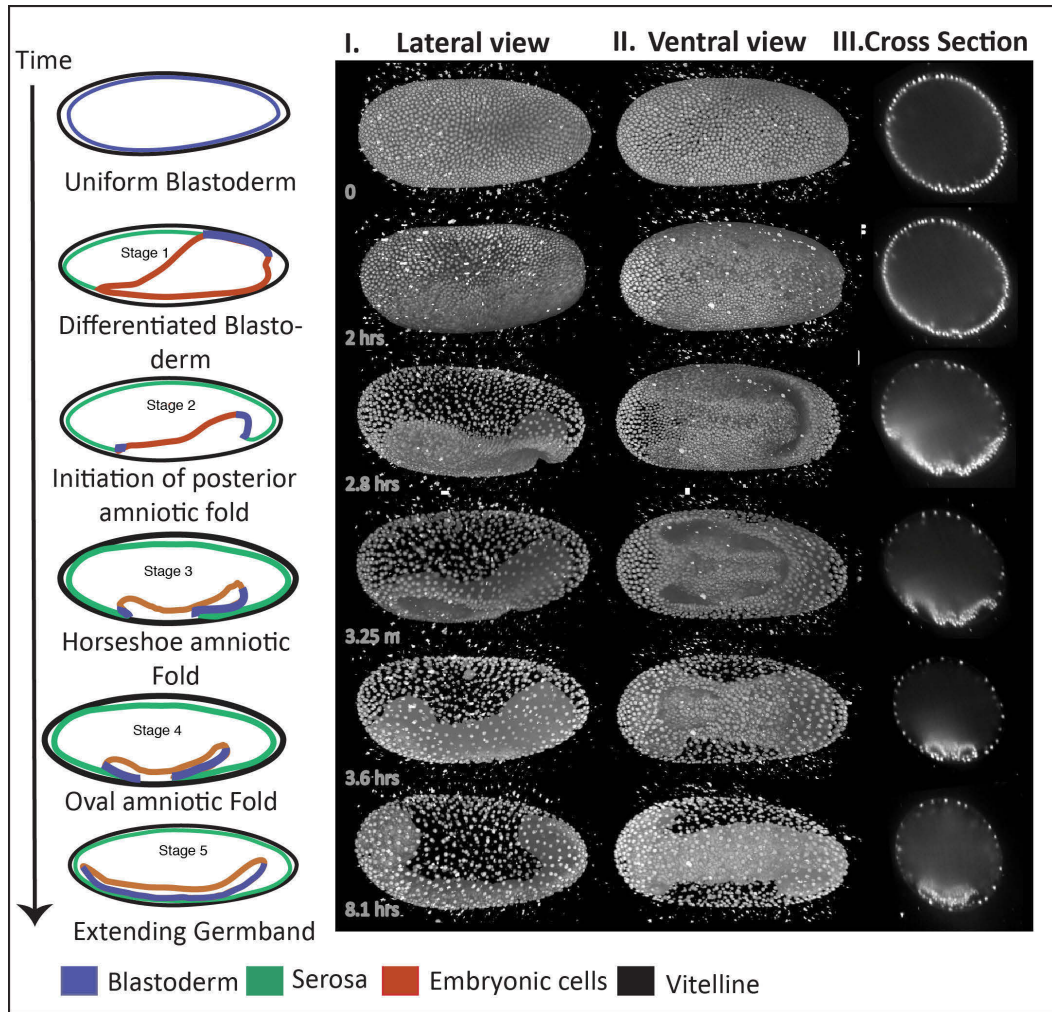 Time
I. Lateral view
II. Ventral view
III.Cross Section
Uniform Blastoderm
0
Stage 1
Differentiated Blasto-
derm
2 hrs
Stage 2
Initiation of posterior
amniotic fold
2.8 hrs
Stage 3
Horseshoe amniotic
Fold
3.25 m
Stage 4
Oval amniotic Fold
3.6 hrs
Stage 5
Extending Germband
8.1 hrs
Blastoderm
Serosa
Embryonic cells
Vitelline